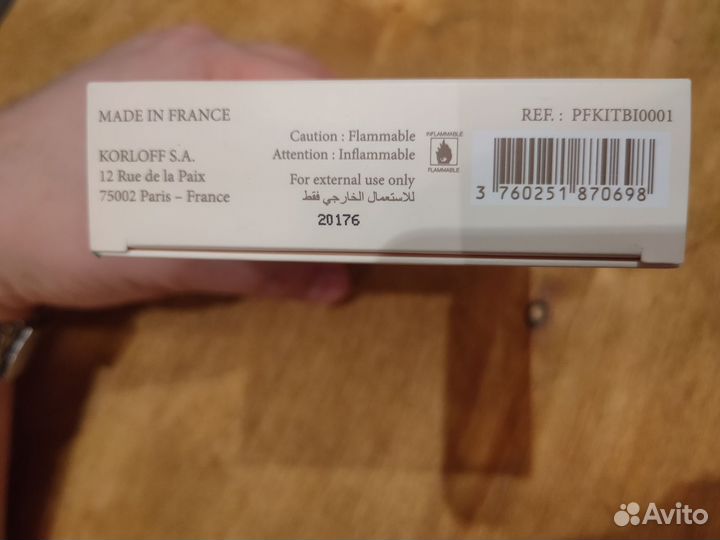 MADE IN FRANCE
KORLOFF S.A.
12 Rue de la Paix
75002 Paris – France
Caution : Flammable
Attention : Inflammable
For external use only
للاستعمال الخارجي فقط
20176
INFLAMMABLE
FLAMMABLE
REF. : PFKITBI0001
3 760251 870698
Avito